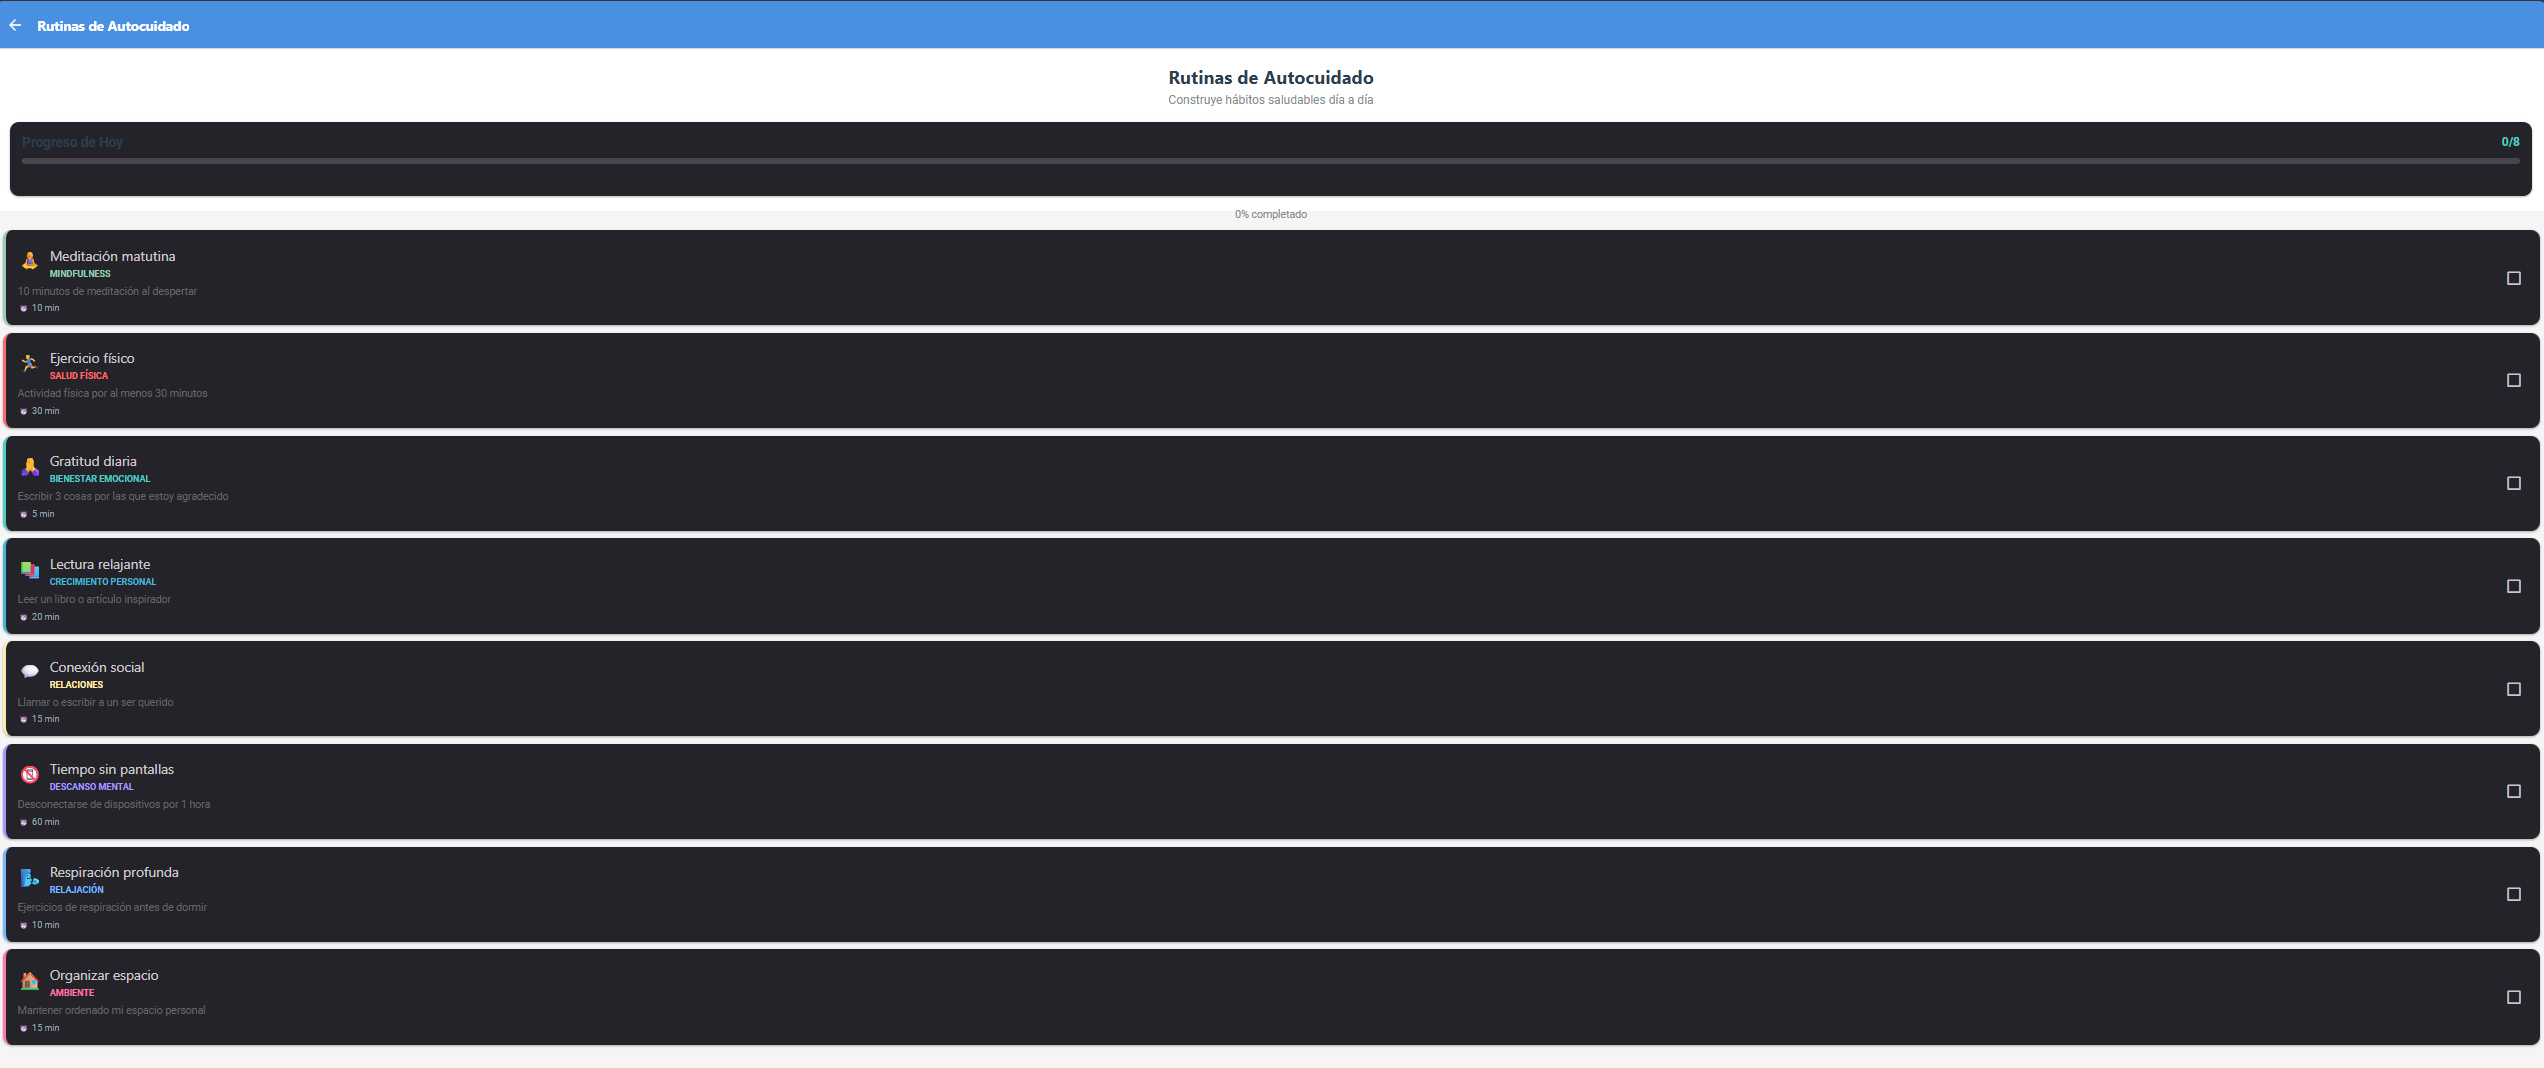 Rutinas de Autocuidado
Rutinas de Autocuidado
Construye hábitos saludables día a día
Progreso de Hoy
0/8
0% completado
Meditación matutina
MINDFULNESS
10 minutos de meditación al despertar
10 min
Ejercicio físico
SALUD FÍSICA
Actividad física por al menos 30 minutos
30 min
Gratitud diaria
BIENESTAR EMOCIONAL
Escribir 3 cosas por las que estoy agradecido
5 min
Lectura relajante
CRECIMIENTO PERSONAL
Leer un libro o artículo inspirador
20 min
Conexión social
RELACIONES
Llamar o escribir a un ser querido
15 min
Tiempo sin pantallas
DESCANSO MENTAL
Desconectarse de dispositivos por 1 hora
60 min
Respiración profunda
RELAJACIÓN
Ejercicios de respiración antes de dormir
10 min
Organizar espacio
AMBIENTE
Mantener ordenado mi espacio personal
15 min